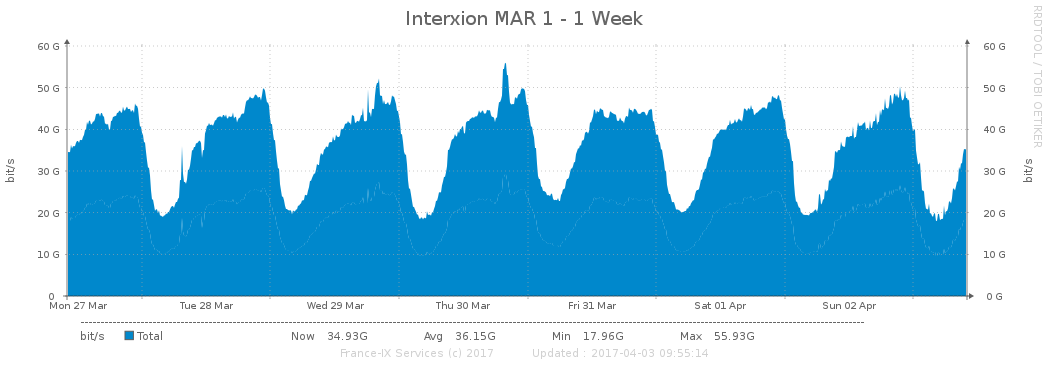 Interxion MAR 1 - 1 Week
RRDTOOL / TOBI OETIKER
bit/s
60 G 60 G
50 G 50 G
40 G 40 G
30 G 30 G
20 G 20 G
10 G 10 G
0 0 G
bit/s
Mon 27 Mar Tue 28 Mar Wed 29 Mar Thu 30 Mar Fri 31 Mar Sat 01 Apr Sun 02 Apr
bit/s Total Now 34.93G Avg 36.15G Min 17.96G Max 55.93G
France-IX Services (c) 2017 Updated : 2017-04-03 09:55:14